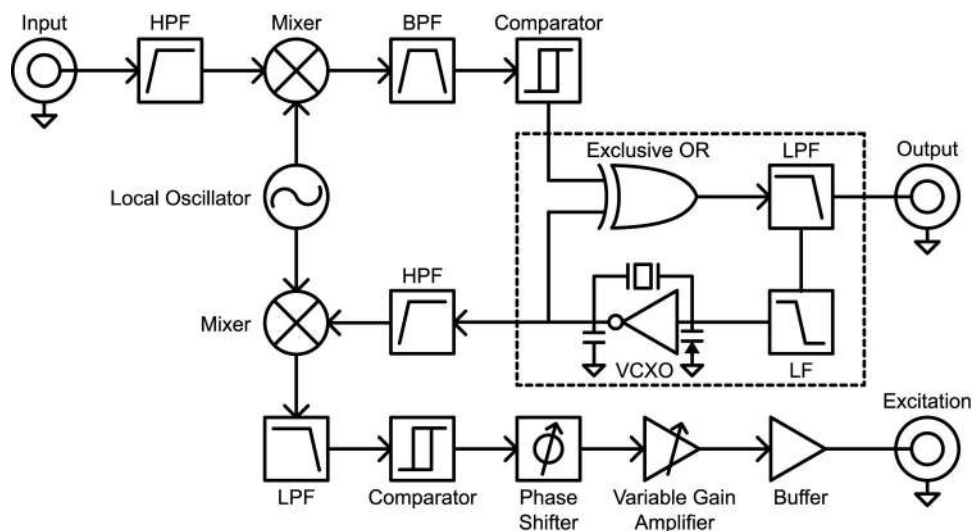 Input
HPF
Mixer
BPF
Comparator
Exclusive OR
LPF
Output
Local Oscillator
HPF
Mixer
VCXO
LF
Excitation
LPF
Comparator
Phase
Shifter
Variable Gain
Amplifier
Buffer